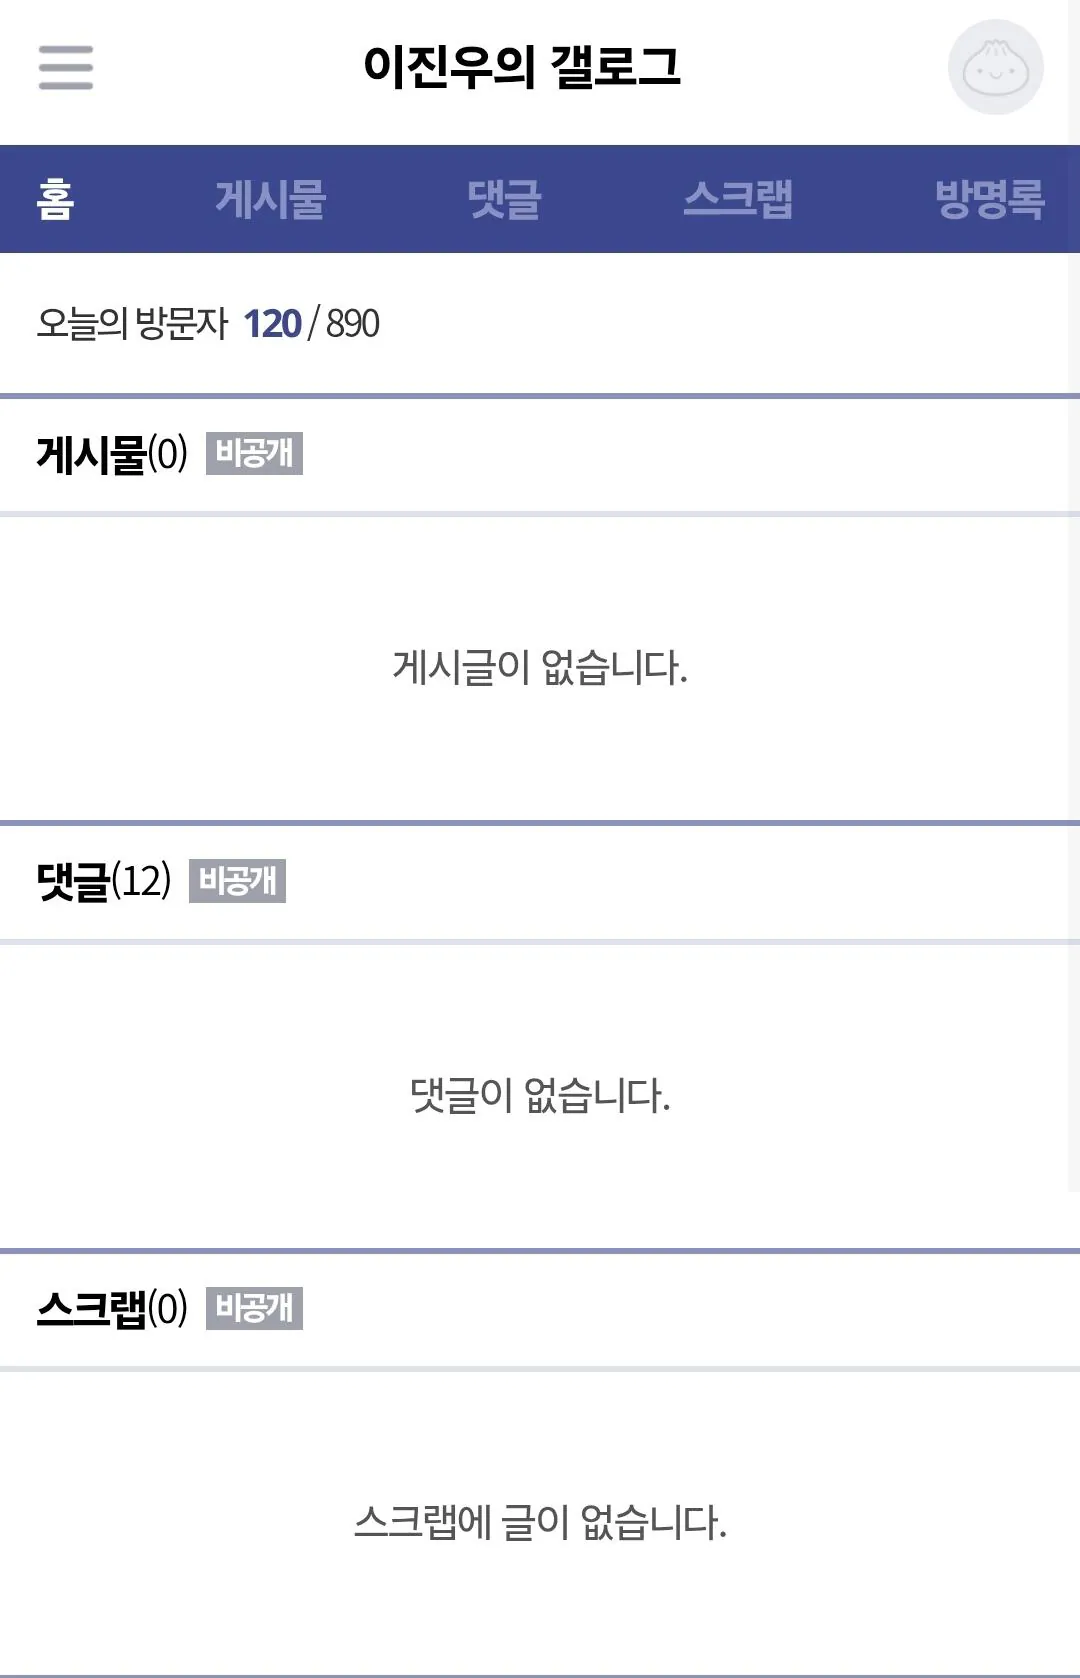 이진우의 갤로그
홈 게시물 댓글 스크랩 방명록
오늘의 방문자 120 / 890
게시물(0) 비공개
게시글이 없습니다.
댓글(12) 비공개
댓글이 없습니다.
스크랩(0) 비공개
스크랩에 글이 없습니다.